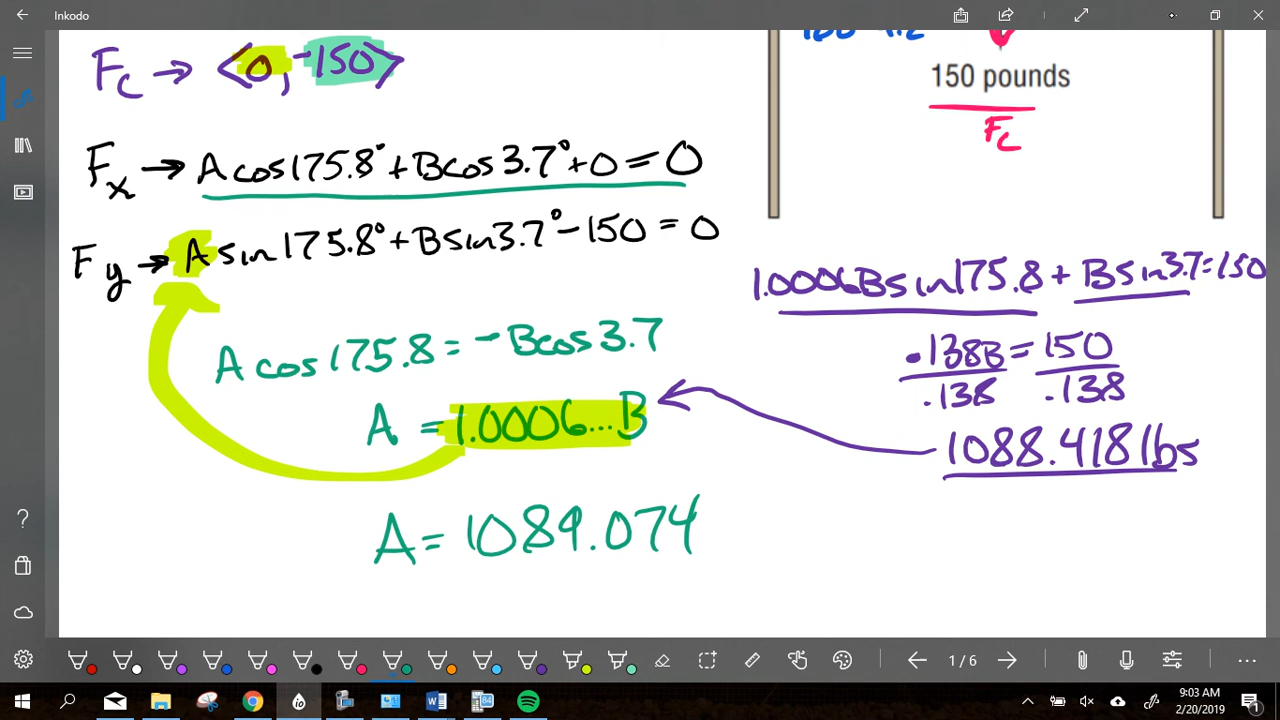 Inkodo
Fc → <0, -150>
150 pounds
Fc
Fx → A cos 175.8° + B cos 3.7° + 0 = 0
Fy → A sin 175.8° + B sin 3.7° - 150 = 0
1.0006B sin 175.8 + B sin 3.7 = 150
A cos 175.8 = -B cos 3.7
.138B = 150
.138 .138
A = 1.0006...B
1088.418 lbs
A = 1089.074
1 / 6
9:03 AM
2/20/2019